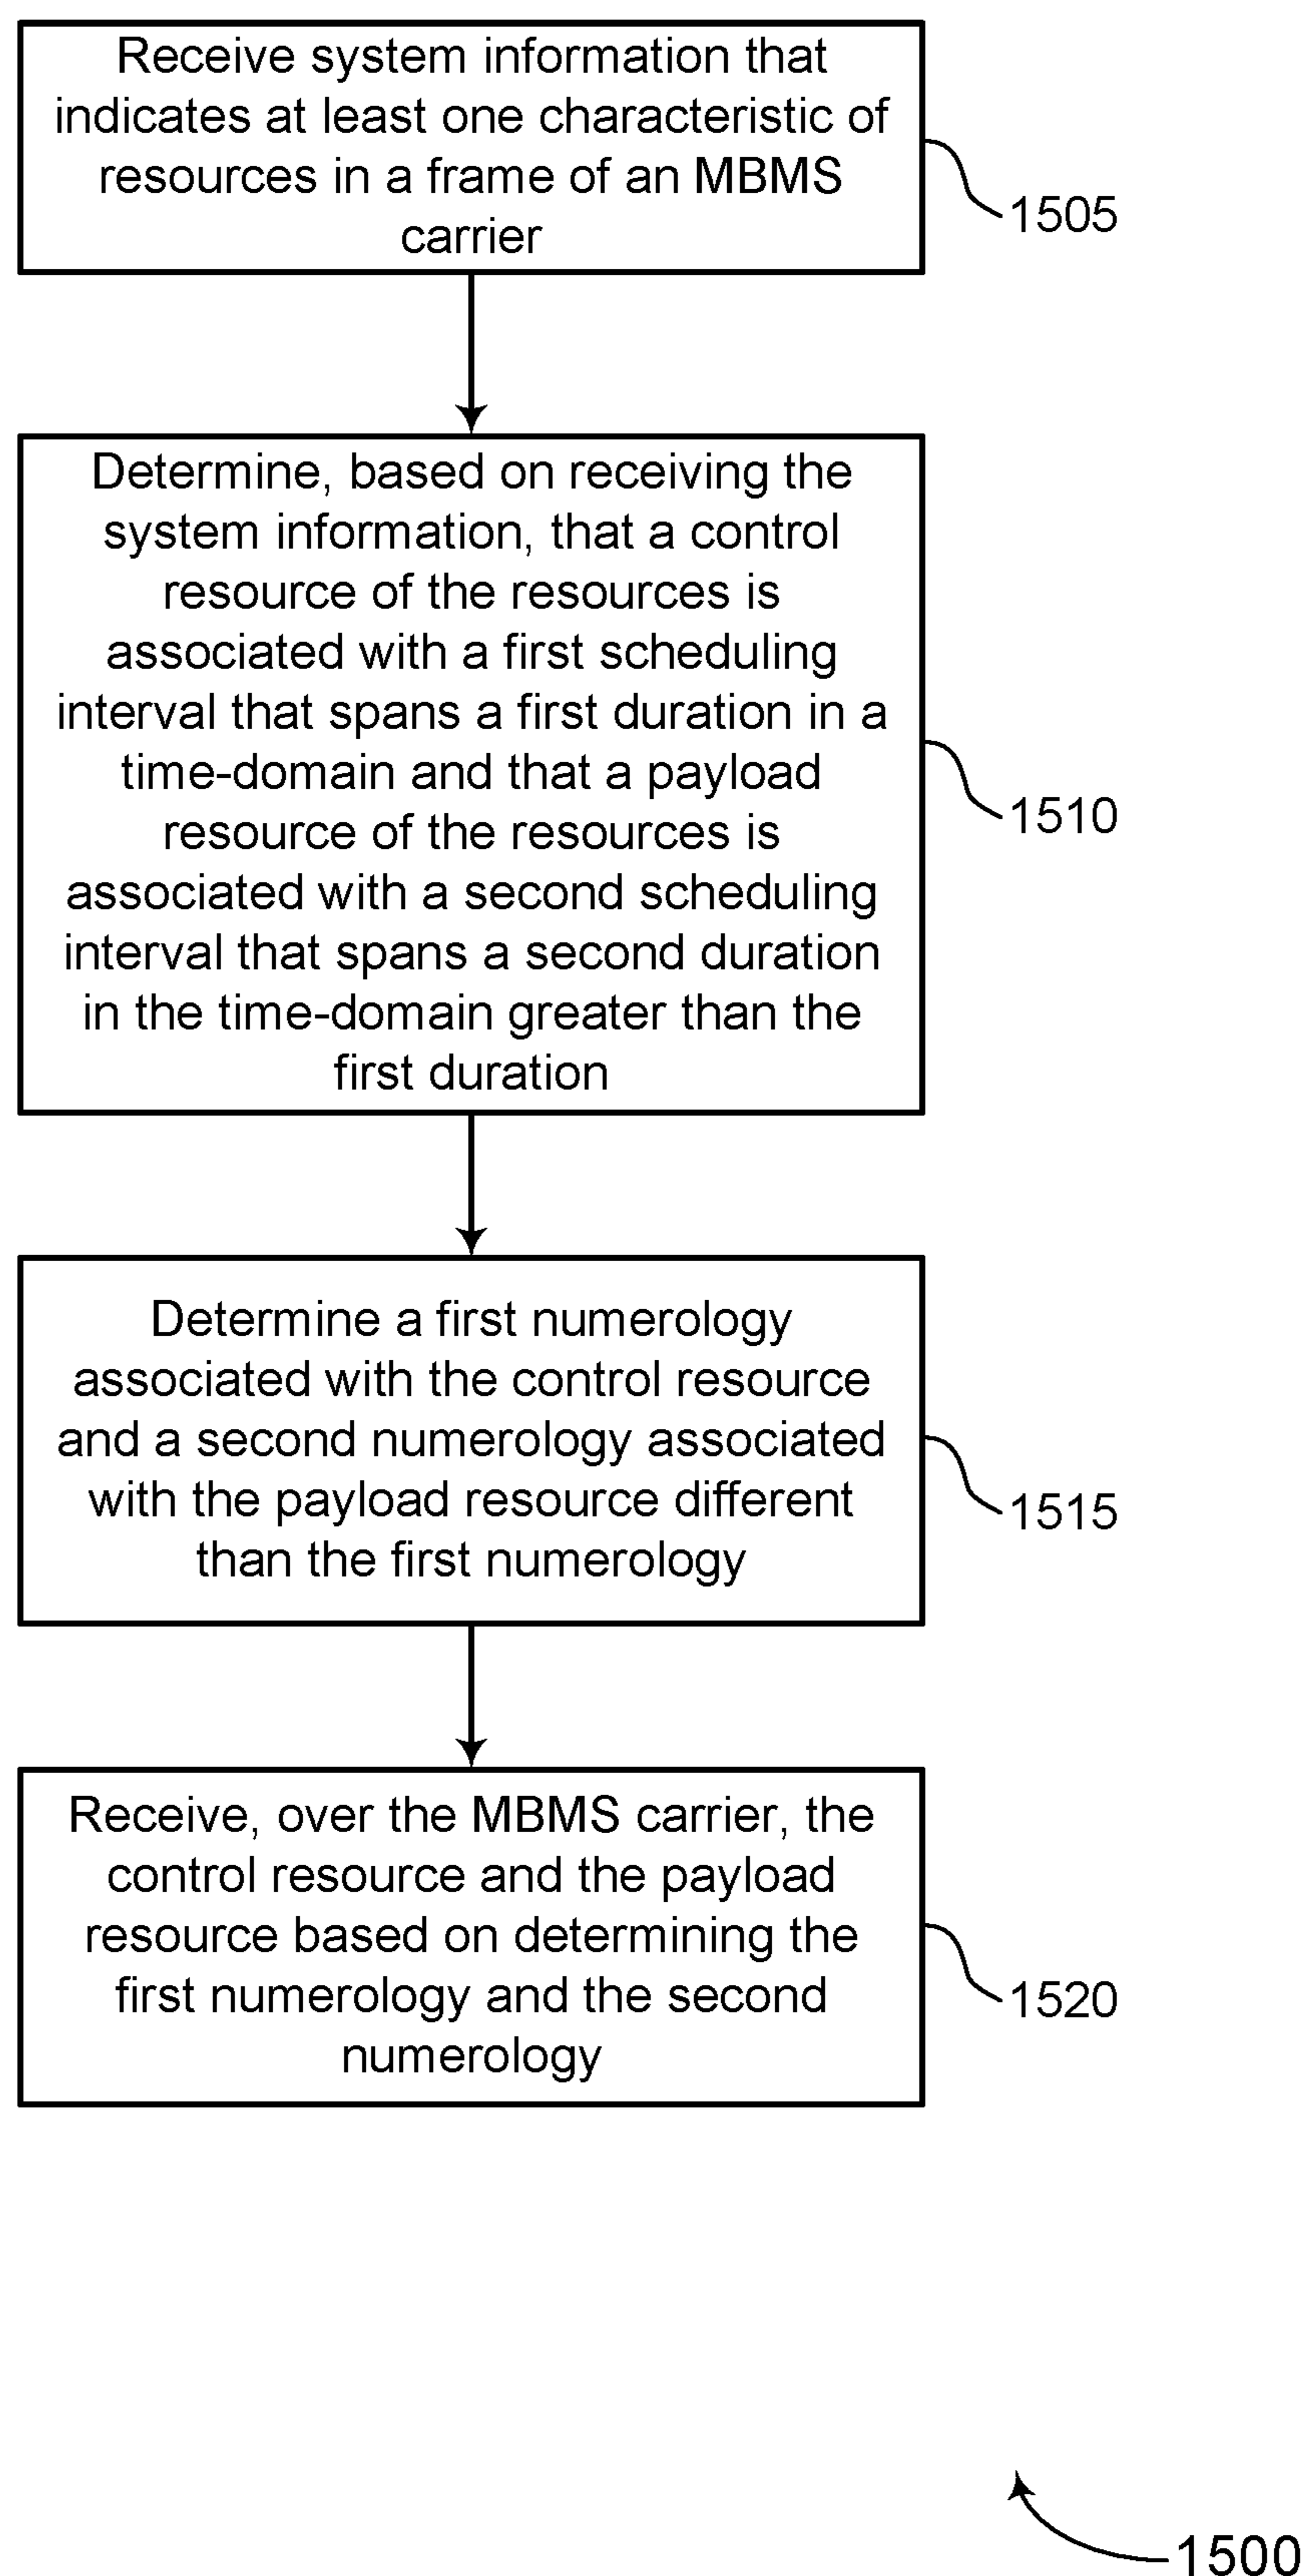 Receive system information that
indicates at least one characteristic of
resources in a frame of an MBMS
carrier
1505
Determine, based on receiving the
system information, that a control
resource of the resources is
associated with a first scheduling
interval that spans a first duration in a
time-domain and that a payload
resource of the resources is
associated with a second scheduling
interval that spans a second duration
in the time-domain greater than the
first duration
1510
Determine a first numerology
associated with the control resource
and a second numerology associated
with the payload resource different
than the first numerology
1515
Receive, over the MBMS carrier, the
control resource and the payload
resource based on determining the
first numerology and the second
numerology
1520
1500